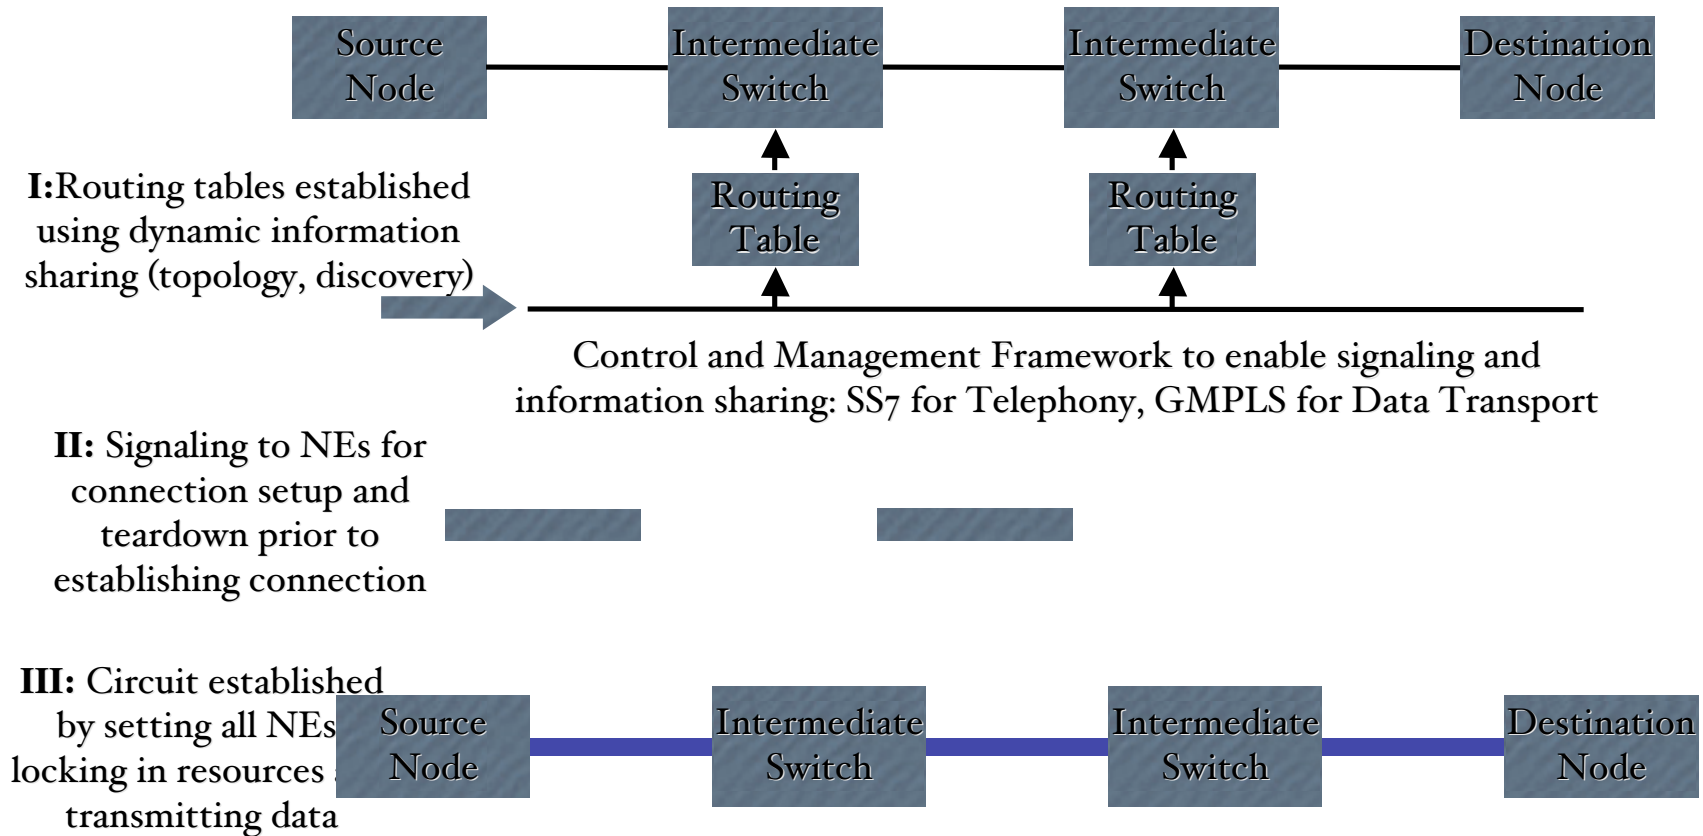 Source
Node
Intermediate
Switch
Intermediate
Switch
Destination
Node
I:Routing tables established
using dynamic information
sharing (topology, discovery)
Routing
Table
Routing
Table
Control and Management Framework to enable signaling and
information sharing: SS7 for Telephony, GMPLS for Data Transport
II: Signaling to NEs for
connection setup and
teardown prior to
establishing connection
III: Circuit established
by setting all NEs
locking in resources
transmitting data
Source
Node
Intermediate
Switch
Intermediate
Switch
Destination
Node